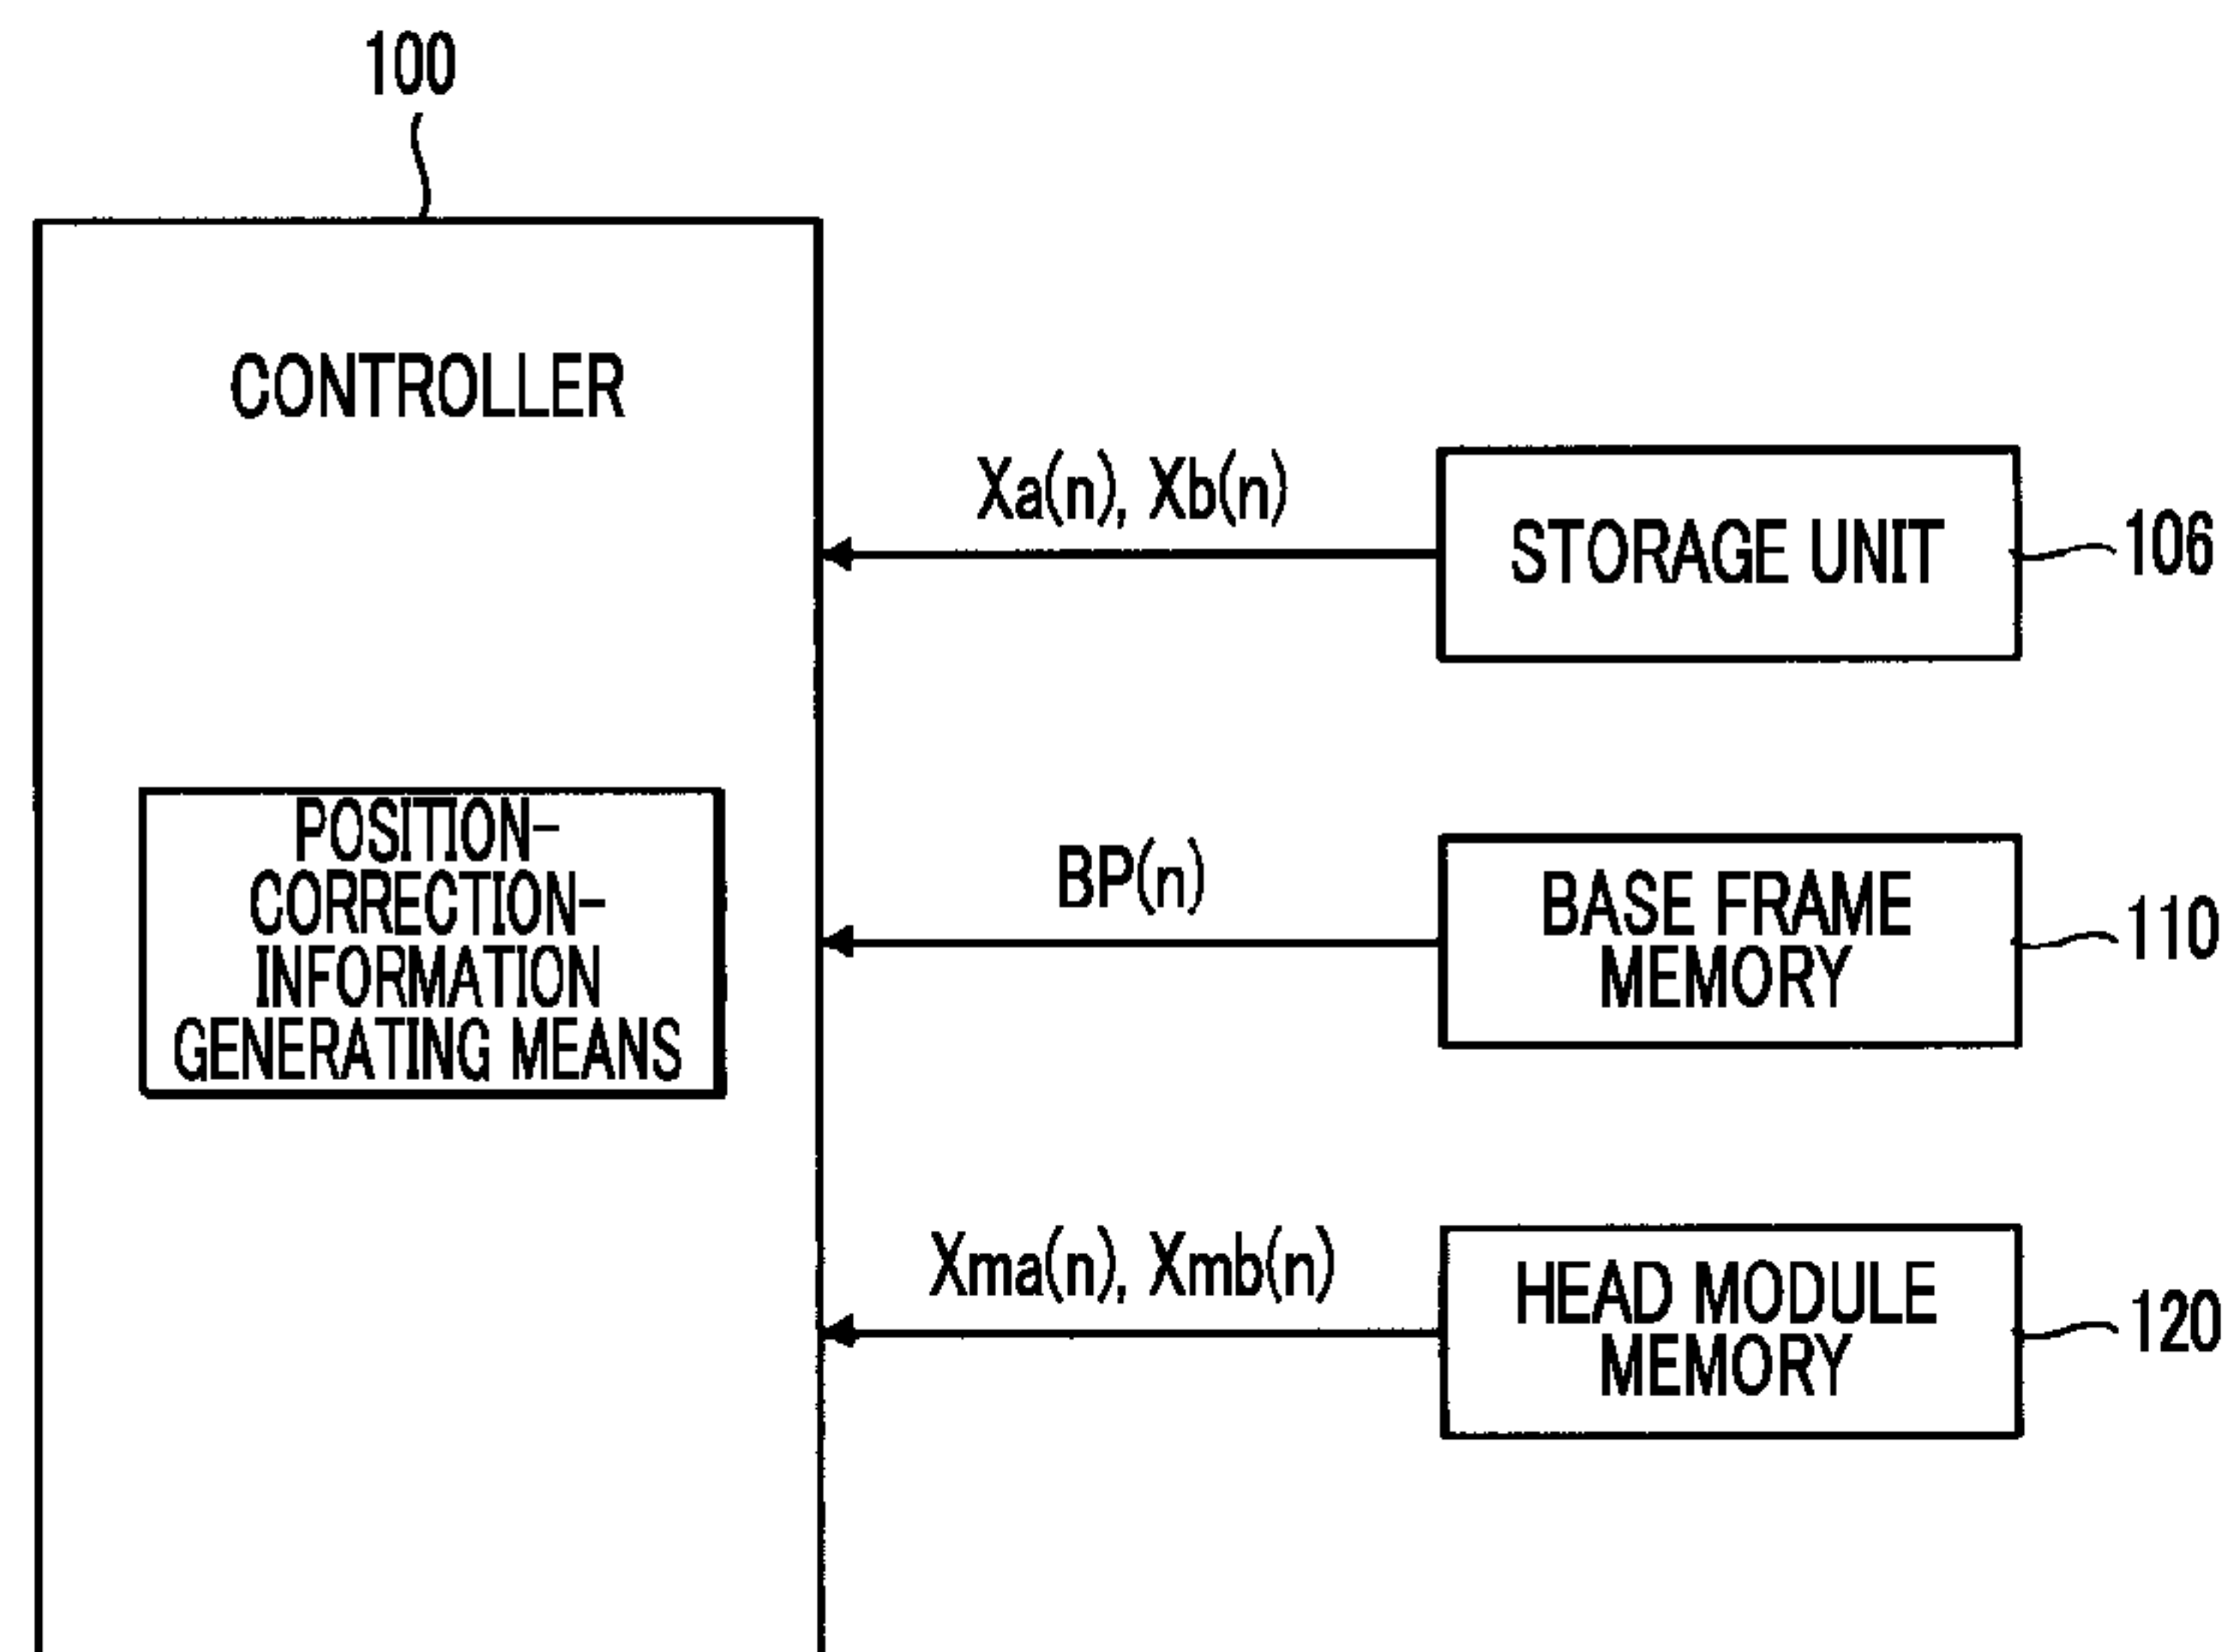 100
CONTROLLER
Xa(n), Xb(n)
STORAGE UNIT
106
POSITION-
CORRECTION-
INFORMATION
GENERATING MEANS
BP(n)
BASE FRAME
MEMORY
110
Xma(n), Xmb(n)
HEAD MODULE
MEMORY
120